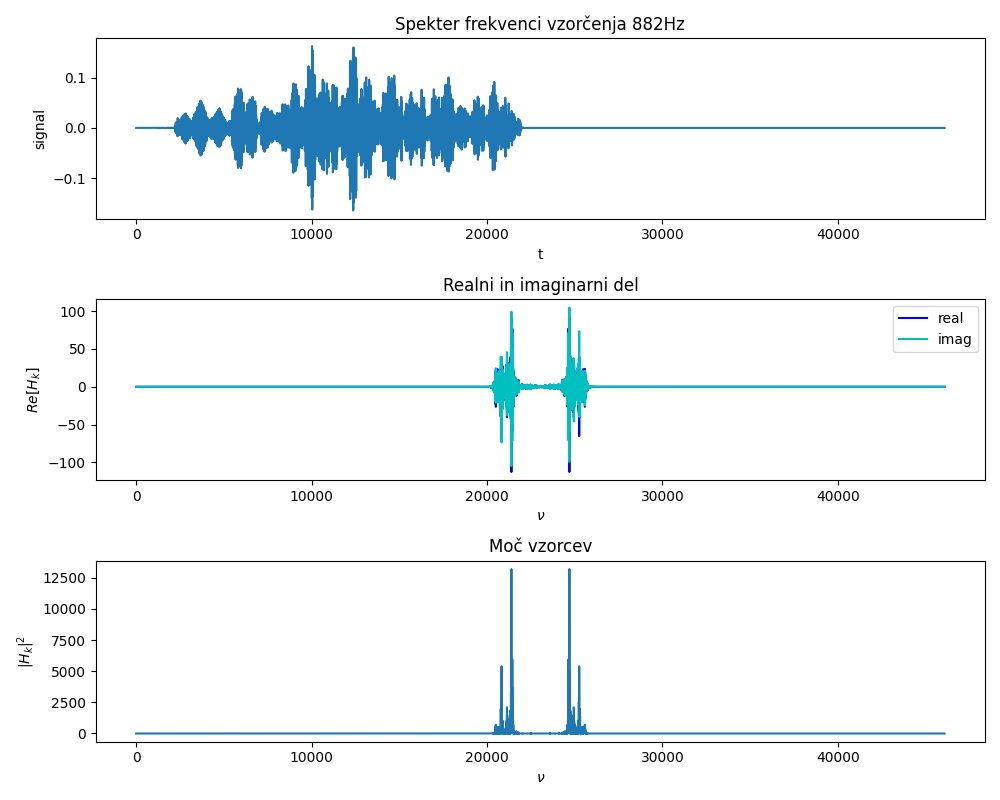 Spekter frekvenci vzorčenja 882Hz
signal
0.1
0.0
−0.1
0
10000
20000
30000
40000
t
Realni in imaginarni del
Re[H_k]
100
50
0
−50
−100
real
imag
0
10000
20000
30000
40000
ν
Moč vzorcev
|H_k|^2
12500
10000
7500
5000
2500
0
0
10000
20000
30000
40000
ν